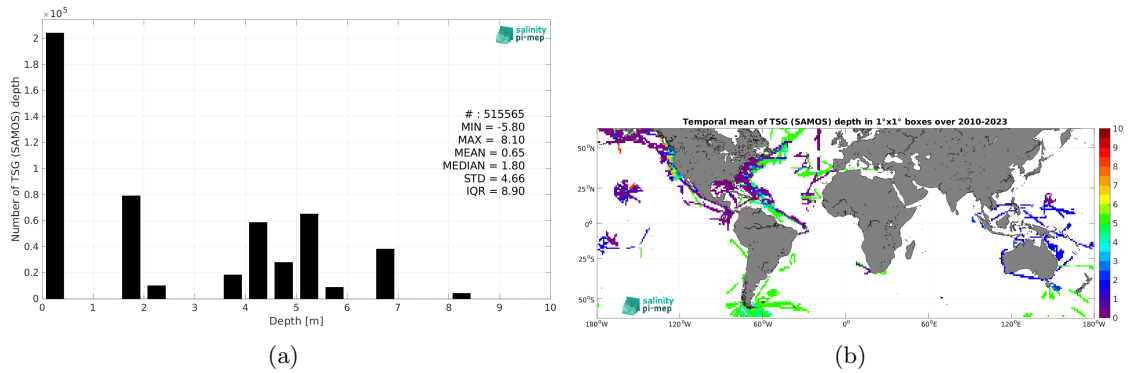 ×10⁵
2
1.8
1.6
1.4
1.2
1
0.8
0.6
0.4
0.2
0
Number of TSG (SAMOS) depth
0 1 2 3 4 5 6 7 8 9 10
Depth [m]
salinity
pi-mep
# : 515565
MIN = -5.80
MAX = 8.10
MEAN = 0.65
MEDIAN = 1.80
STD = 4.66
IQR = 8.90
(a)
Temporal mean of TSG (SAMOS) depth in 1°x1° boxes over 2010-2023
50°N
25°N
0°
25°S
50°S
180°W 120°W 60°W 0°W 60°E 120°E 180°E
salinity
pi-mep
10
9
8
7
6
5
4
3
2
1
0
(b)